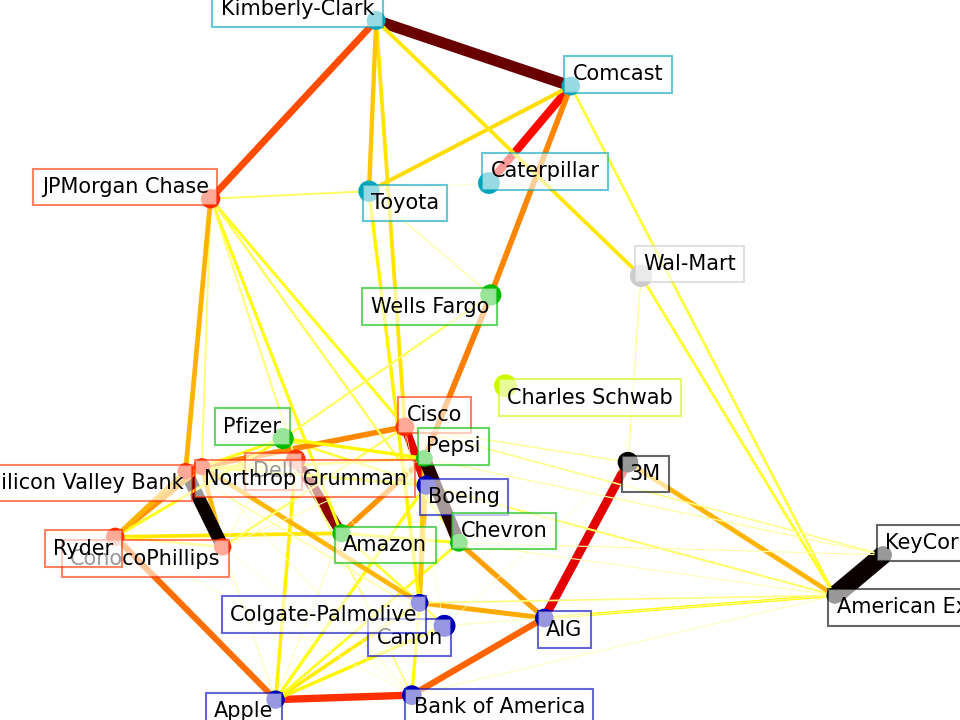 Kimberly-Clark
Comcast
Caterpillar
JPMorgan Chase
Toyota
Wal-Mart
Wells Fargo
Charles Schwab
Cisco
Pfizer
Pepsi
Dell
3M
Northrop Grumman
ilicon Valley Bank
Boeing
Chevron
KeyCor
Amazon
Ryder
ConocoPhillips
American Ex
Colgate-Palmolive
AIG
Canon
Bank of America
Apple